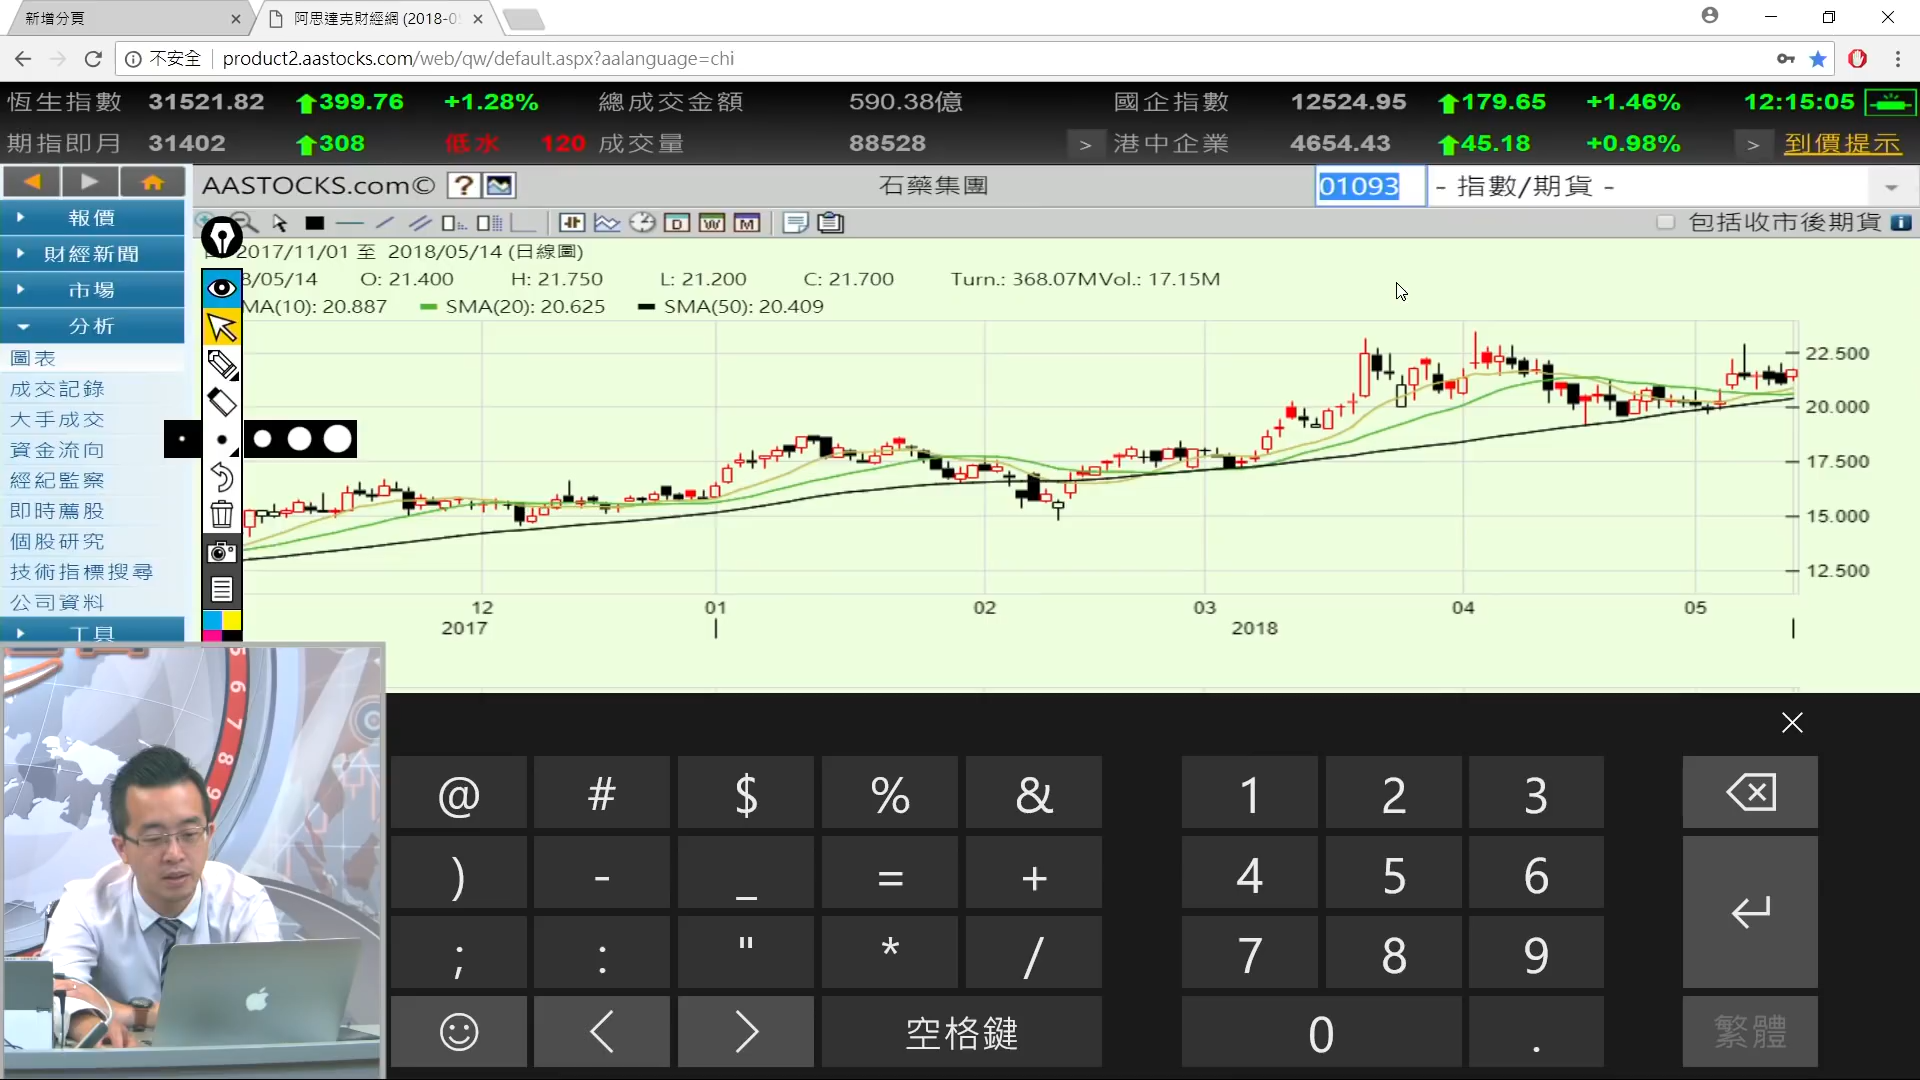 新增分頁
阿思達克財經網 (2018-05
不安全 product2.aastocks.com/web/qw/default.aspx?aalanguage=chi
恆生指數 31521.82 399.76 +1.28% 總成交金額 590.38億 國企指數 12524.95 179.65 +1.46% 12:15:05
期指即月 31402 308 低水 120 成交量 88528 > 港中企業 4654.43 45.18 +0.98% > 到價提示
AASTOCKS.com© ? 石藥集團 01093 - 指數/期貨 -
報價
D W M 包括收市後期貨 i
2017/11/01 至 2018/05/14 (日線圖)
8/05/14 O: 21.400 H: 21.750 L: 21.200 C: 21.700 Turn.: 368.07M Vol.: 17.15M
MA(10): 20.887 SMA(20): 20.625 SMA(50): 20.409
財經新聞
市場
分析
圖表
成交記錄
大手成交
資金流向
經紀監察
即時薦股
個股研究
技術指標搜尋
公司資料
工具
22.500
20.000
17.500
15.000
12.500
12 01 02 03 04 05
2017 2018
6
7
8
9
@ # $ % & 1 2 3
) - _ = + 4 5 6
; : " * / 7 8 9
< > 空格鍵 0 . 繁體